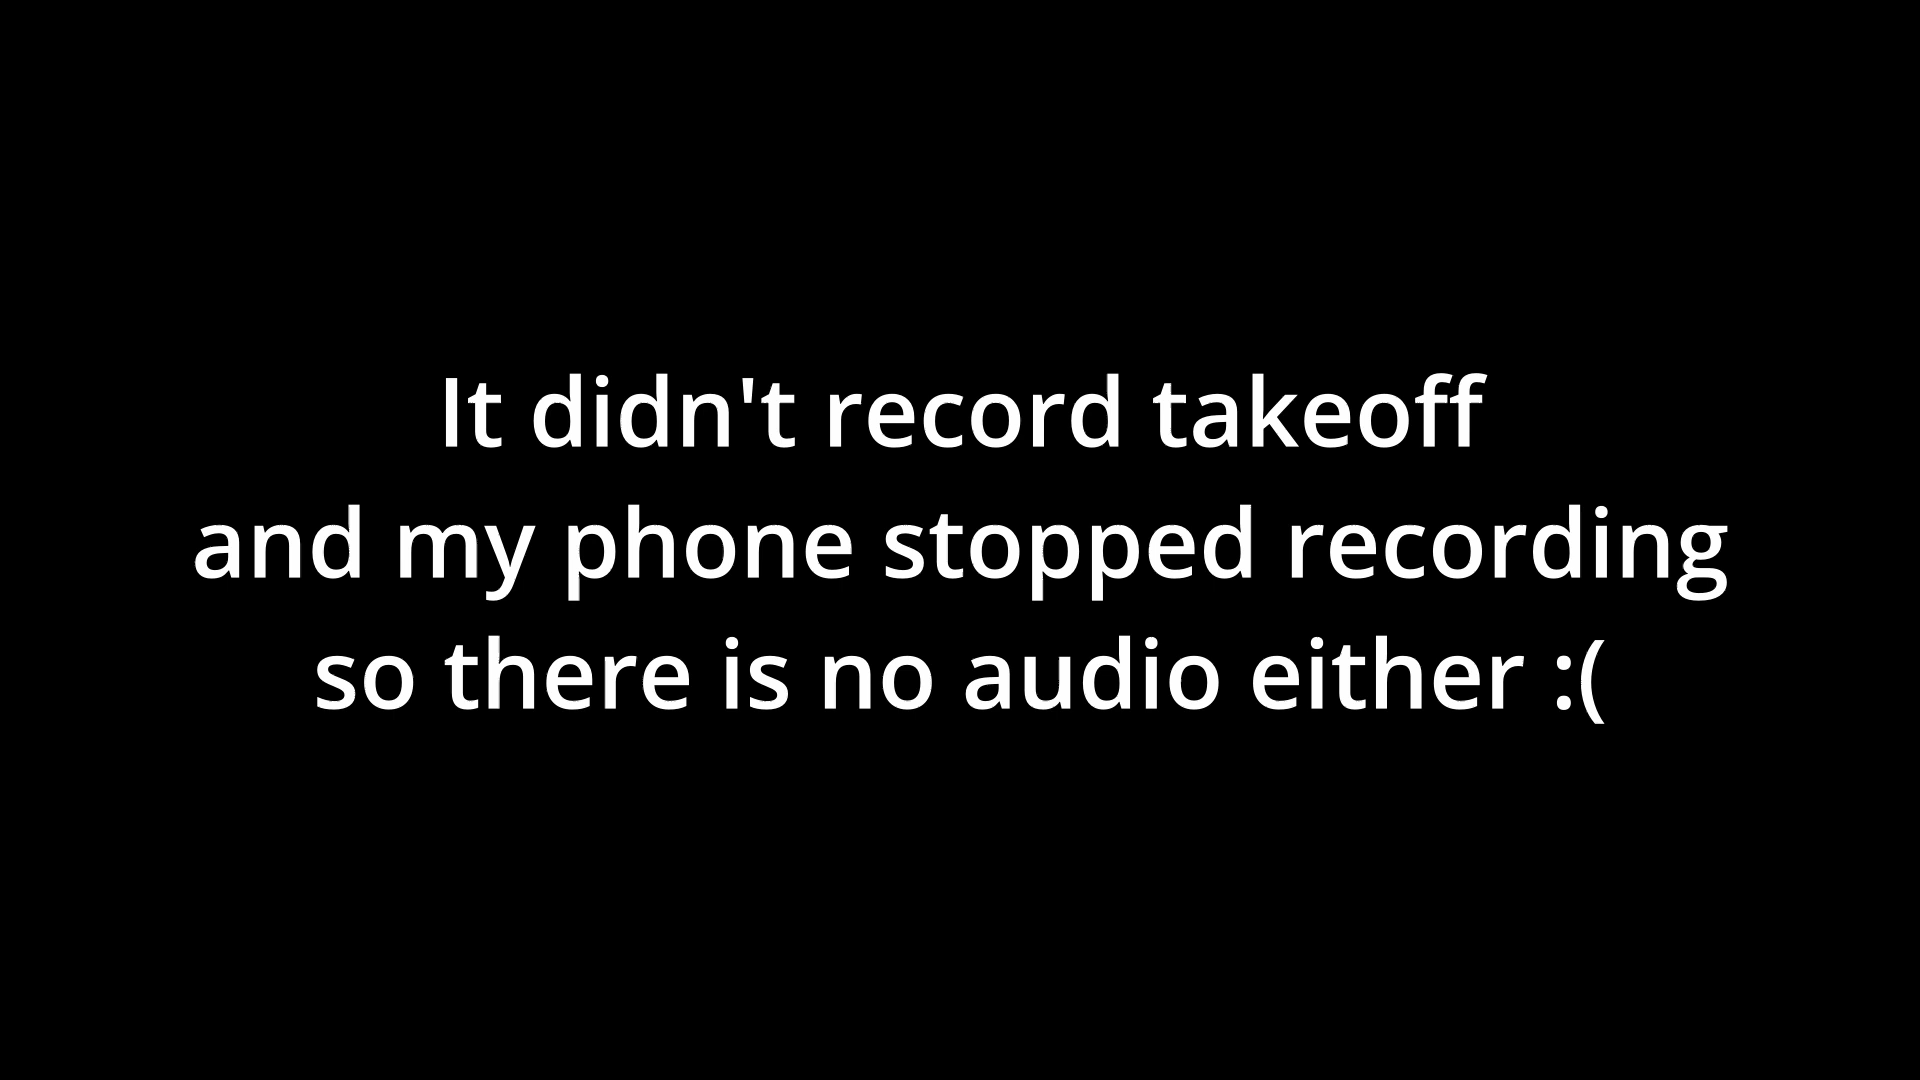 It didn't record takeoff
and my phone stopped recording
so there is no audio either :(